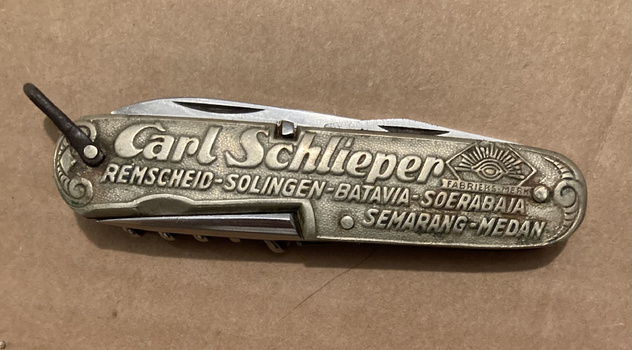 Carl Schlieper
FABRIEKS-MERK
REMSCHEID-SOLINGEN-BATAVIA-SOERABAIA
SEMARANG-MEDAN